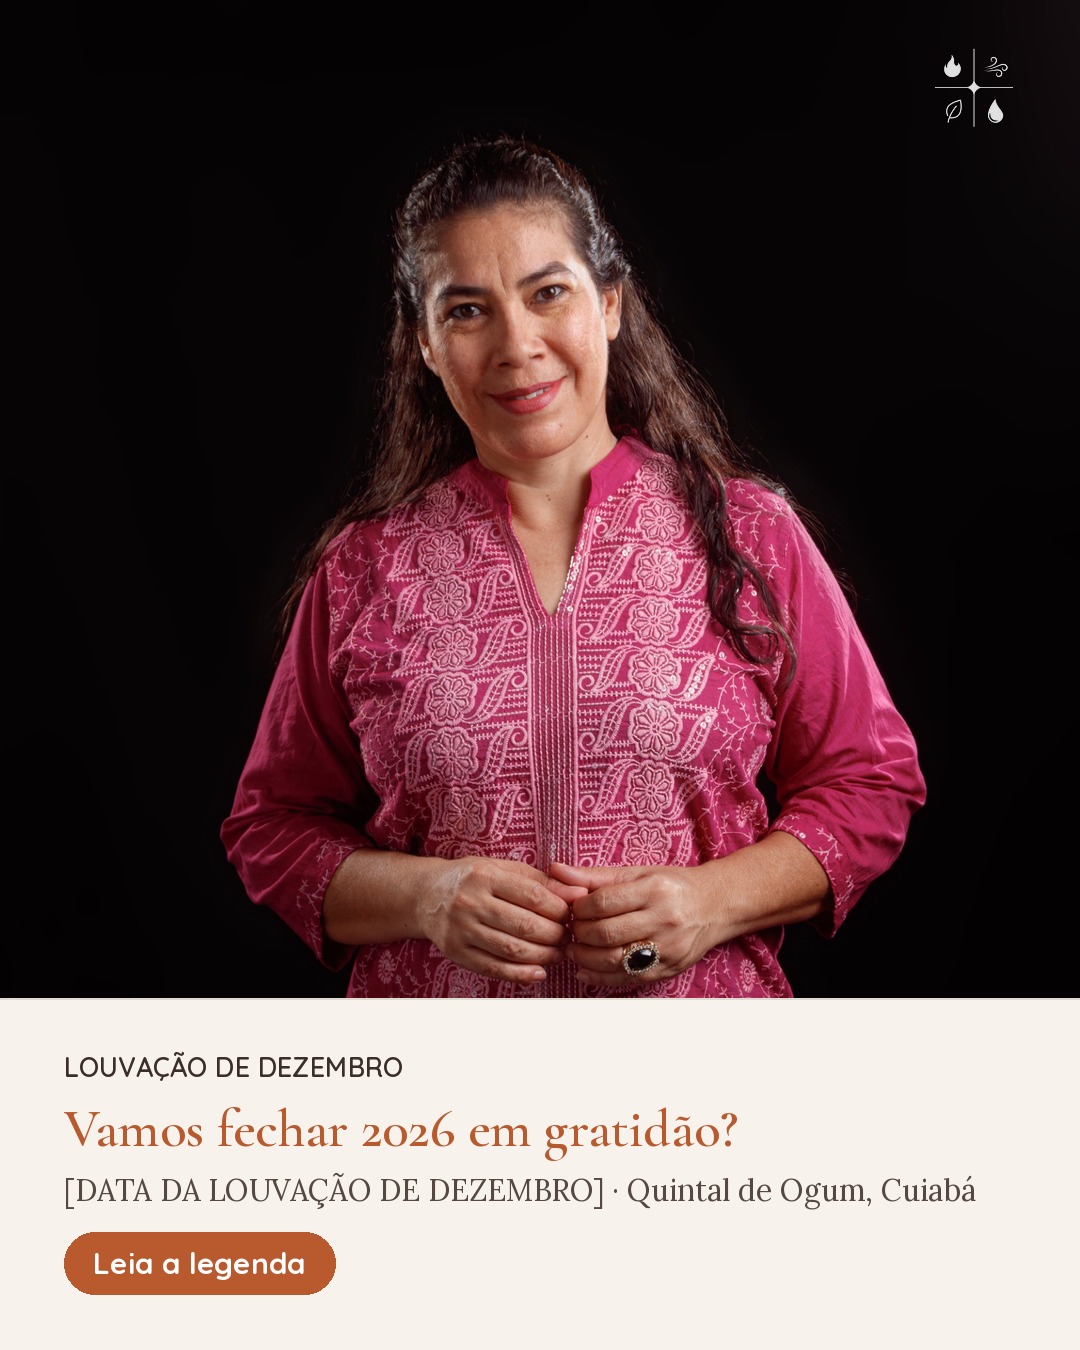 LOUVAÇÃO DE DEZEMBRO
Vamos fechar 2026 em gratidão?
[DATA DA LOUVAÇÃO DE DEZEMBRO] · Quintal de Ogum, Cuiabá
Leia a legenda